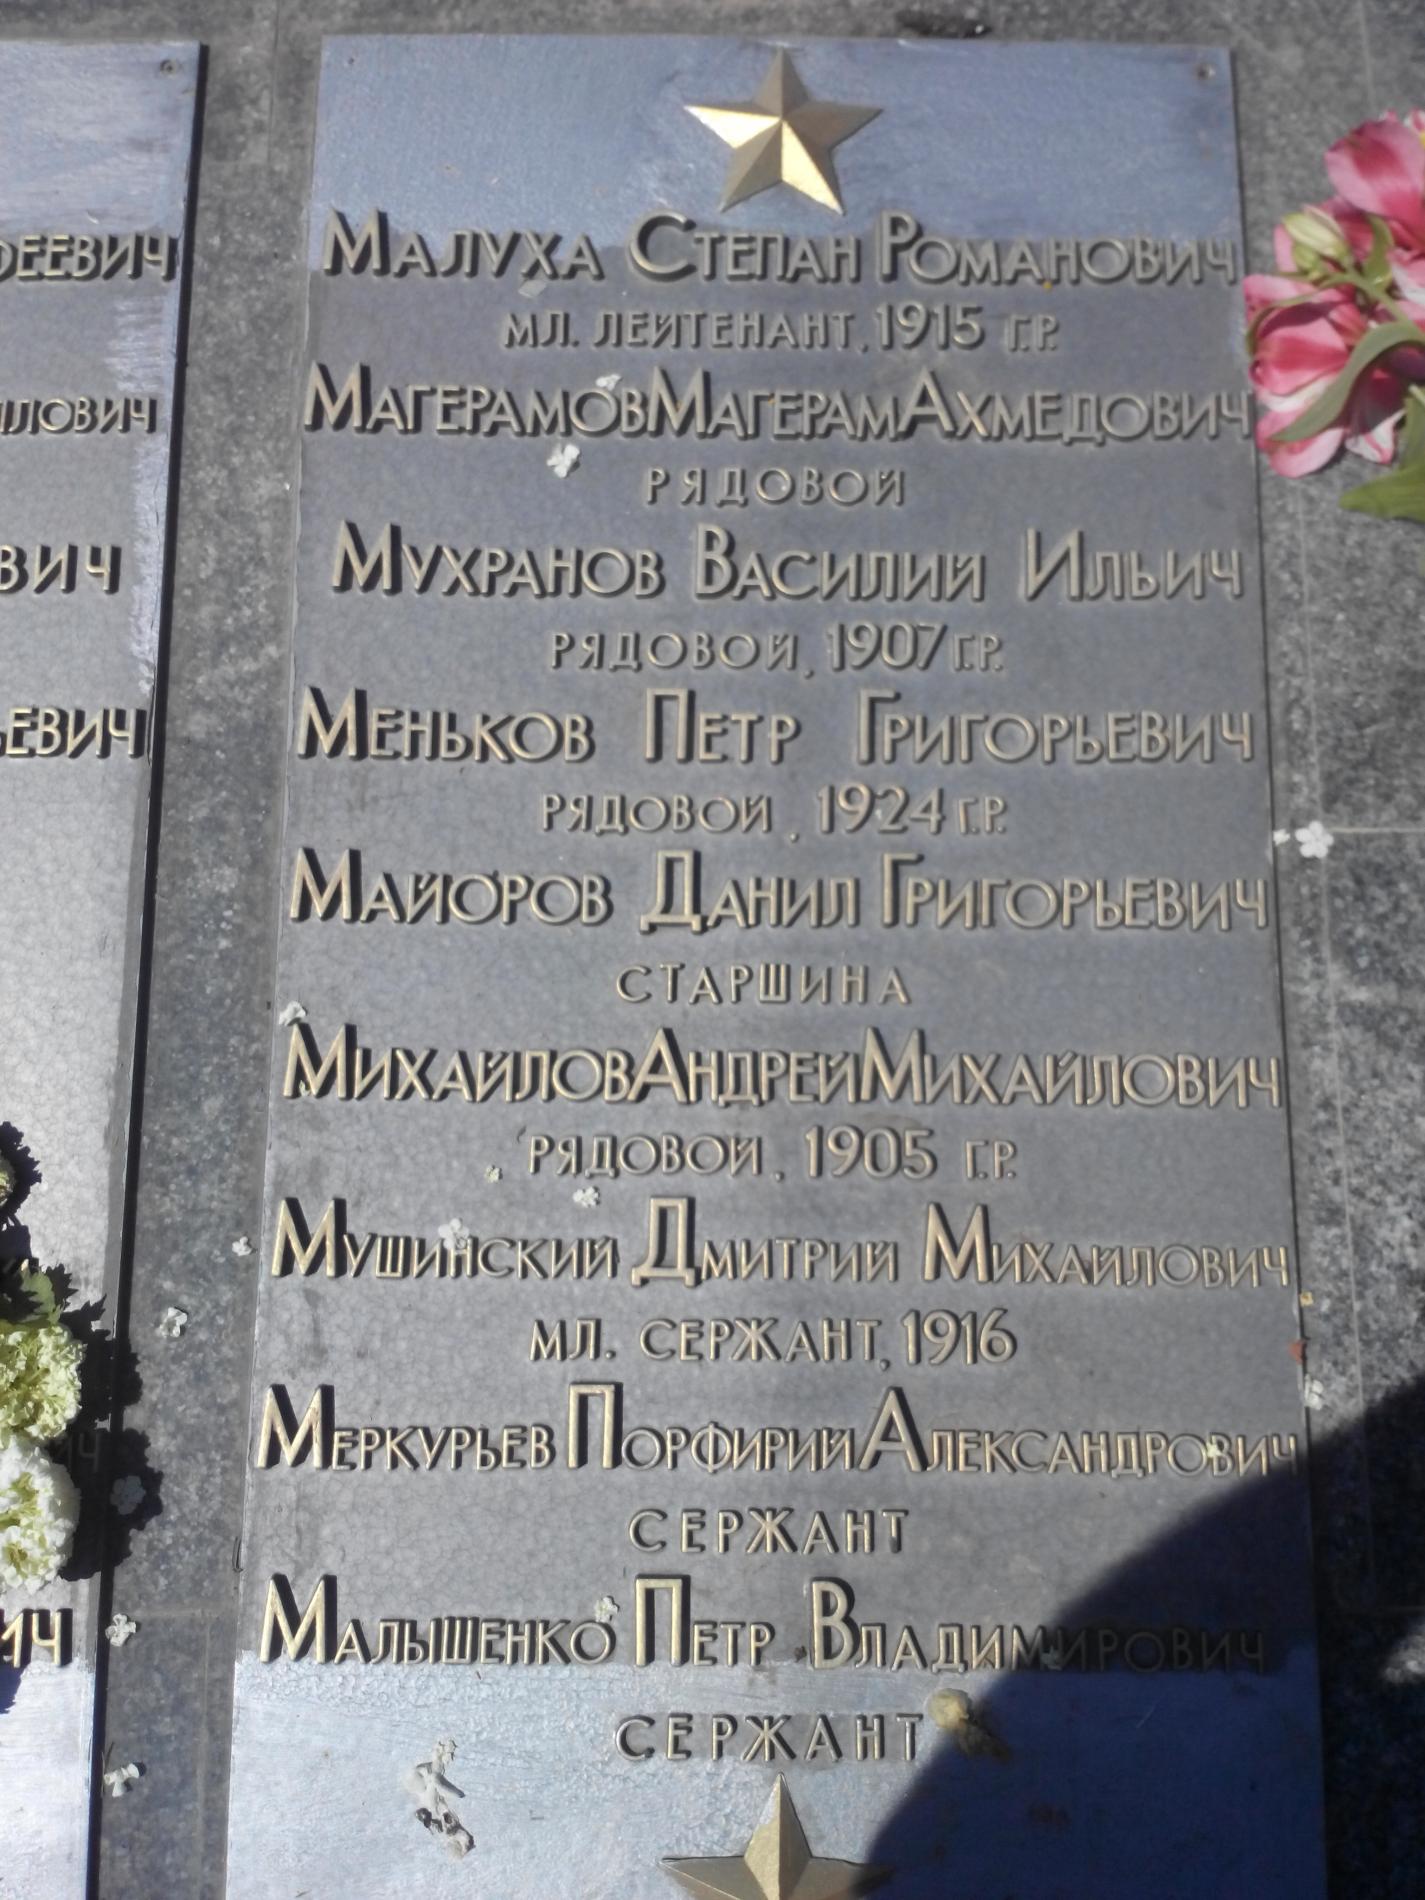 МАЛУХА СТЕПАН РОМАНОВИЧ
МЛ. ЛЕЙТЕНАНТ, 1915 Г.Р.
МАГЕРАМОВ МАГЕРАМ АХМЕДОВИЧ
РЯДОВОЙ
МУХРАНОВ ВАСИЛИЙ ИЛЬИЧ
РЯДОВОЙ, 1907 Г.Р.
МЕНЬКОВ ПЕТР ГРИГОРЬЕВИЧ
РЯДОВОЙ, 1924 Г.Р.
МАЙОРОВ ДАНИЛ ГРИГОРЬЕВИЧ
СТАРШИНА
МИХАЙЛОВ АНДРЕЙ МИХАЙЛОВИЧ
РЯДОВОЙ, 1905 Г.Р.
МУШИНСКИЙ ДМИТРИЙ МИХАЙЛОВИЧ
МЛ. СЕРЖАНТ, 1916
МЕРКУРЬЕВ ПОРФИРИЙ АЛЕКСАНДРОВИЧ
СЕРЖАНТ
МАЛЫШЕНКО ПЕТР ВЛАДИМИРОВИЧ
СЕРЖАНТ